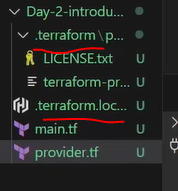 Day-2-introdu...
.terraform\p...
LICENSE.txt U
terraform-pr... U
.terraform.loc... U
main.tf U
provider.tf U